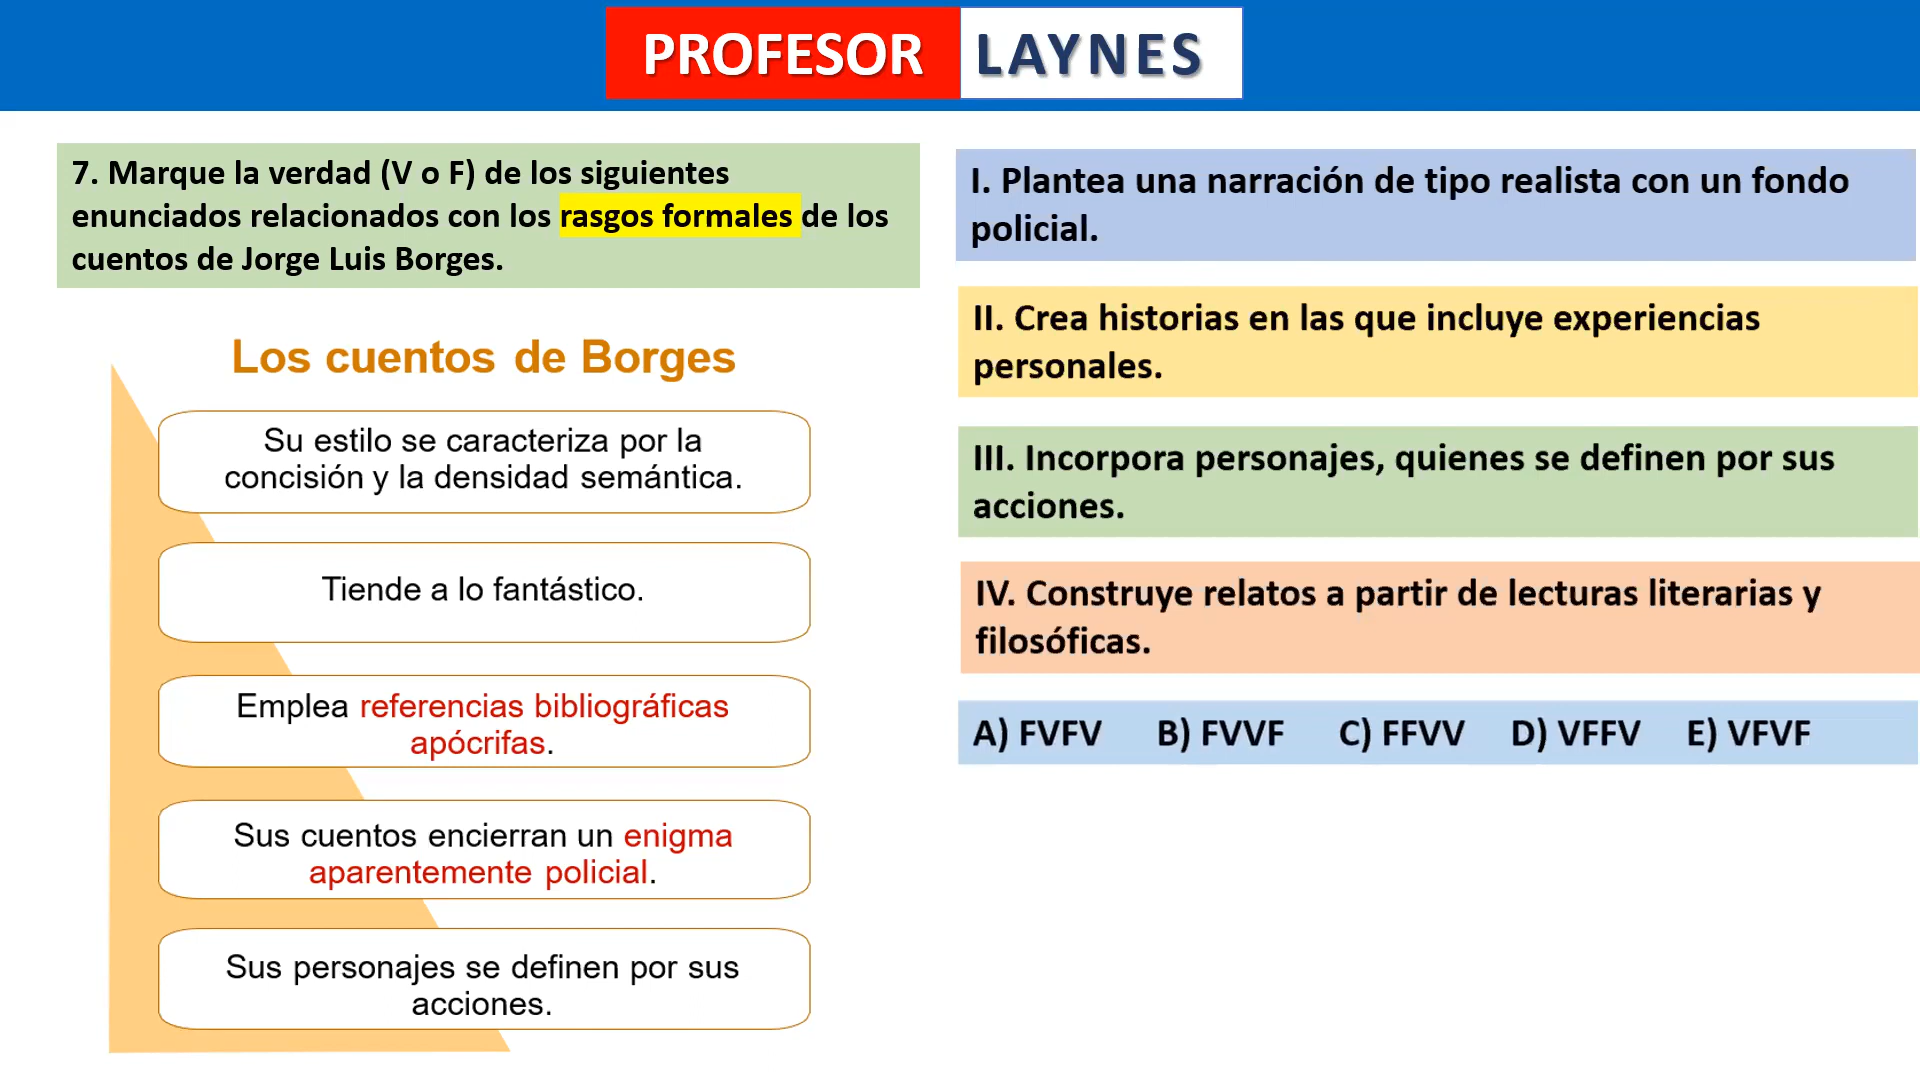 PROFESOR LAYNES
7. Marque la verdad (V o F) de los siguientes
enunciados relacionados con los rasgos formales de los
cuentos de Jorge Luis Borges.
Los cuentos de Borges
Su estilo se caracteriza por la
concisión y la densidad semántica.
Tiende a lo fantástico.
Emplea referencias bibliográficas
apócrifas.
Sus cuentos encierran un enigma
aparentemente policial.
Sus personajes se definen por sus
acciones.
I. Plantea una narración de tipo realista con un fondo
policial.
II. Crea historias en las que incluye experiencias
personales.
III. Incorpora personajes, quienes se definen por sus
acciones.
IV. Construye relatos a partir de lecturas literarias y
filosóficas.
A) FVFV B) FVVF C) FFVV D) VFFV E) VFVF